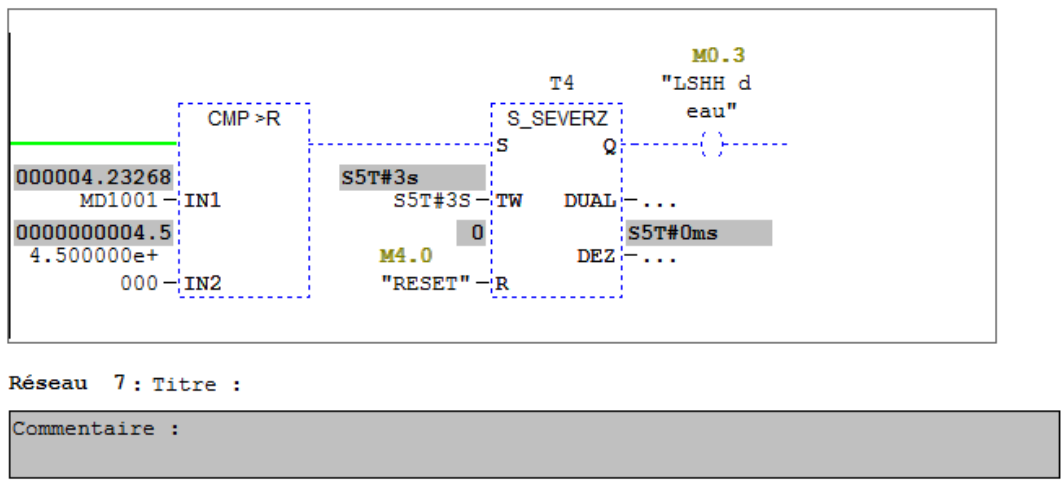 M0.3
T4 "LSHH d
CMP >R S_SEVERZ eau"
S Q
000004.23268 S5T#3s
MD1001 IN1 S5T#3S TW DUAL ...
0000000004.5 0 S5T#0ms
4.500000e+ M4.0 DEZ ...
000 IN2 "RESET" R
Réseau 7: Titre :
Commentaire :